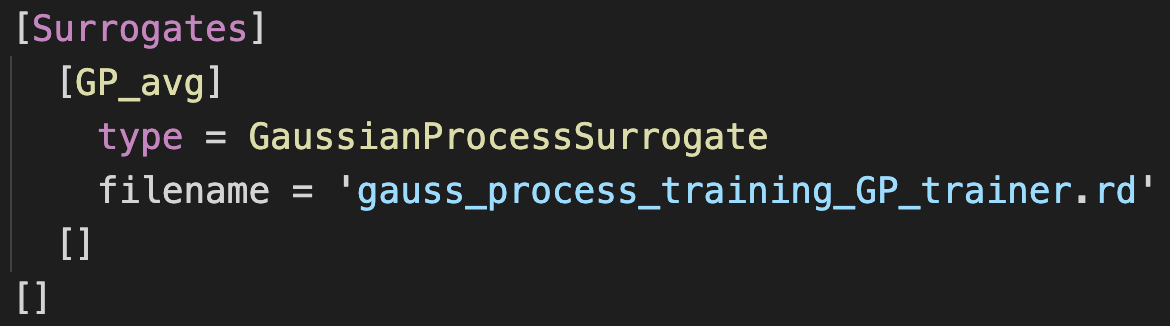 [Surrogates]
[GP_avg]
type = GaussianProcessSurrogate
filename = 'gauss_process_training_GP_trainer.rd'
[]
[]